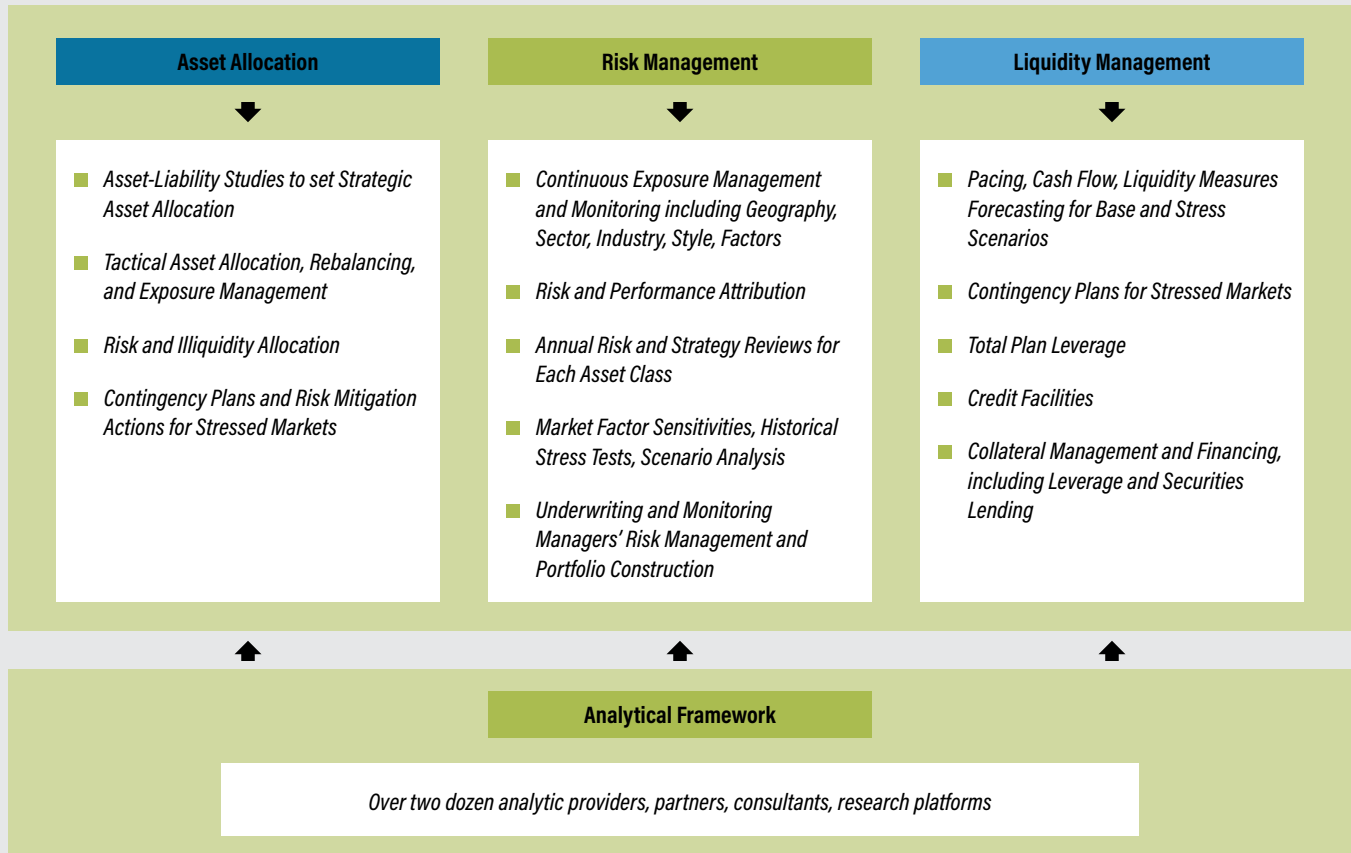 Asset Allocation
Asset-Liability Studies to set Strategic
Asset Allocation
Tactical Asset Allocation, Rebalancing,
and Exposure Management
Risk and Illiquidity Allocation
Contingency Plans and Risk Mitigation
Actions for Stressed Markets
Risk Management
Continuous Exposure Management
and Monitoring including Geography,
Sector, Industry, Style, Factors
Risk and Performance Attribution
Annual Risk and Strategy Reviews for
Each Asset Class
Market Factor Sensitivities, Historical
Stress Tests, Scenario Analysis
Underwriting and Monitoring
Managers’ Risk Management and
Portfolio Construction
Liquidity Management
Pacing, Cash Flow, Liquidity Measures
Forecasting for Base and Stress
Scenarios
Contingency Plans for Stressed Markets
Total Plan Leverage
Credit Facilities
Collateral Management and Financing,
including Leverage and Securities
Lending
Analytical Framework
Over two dozen analytic providers, partners, consultants, research platforms